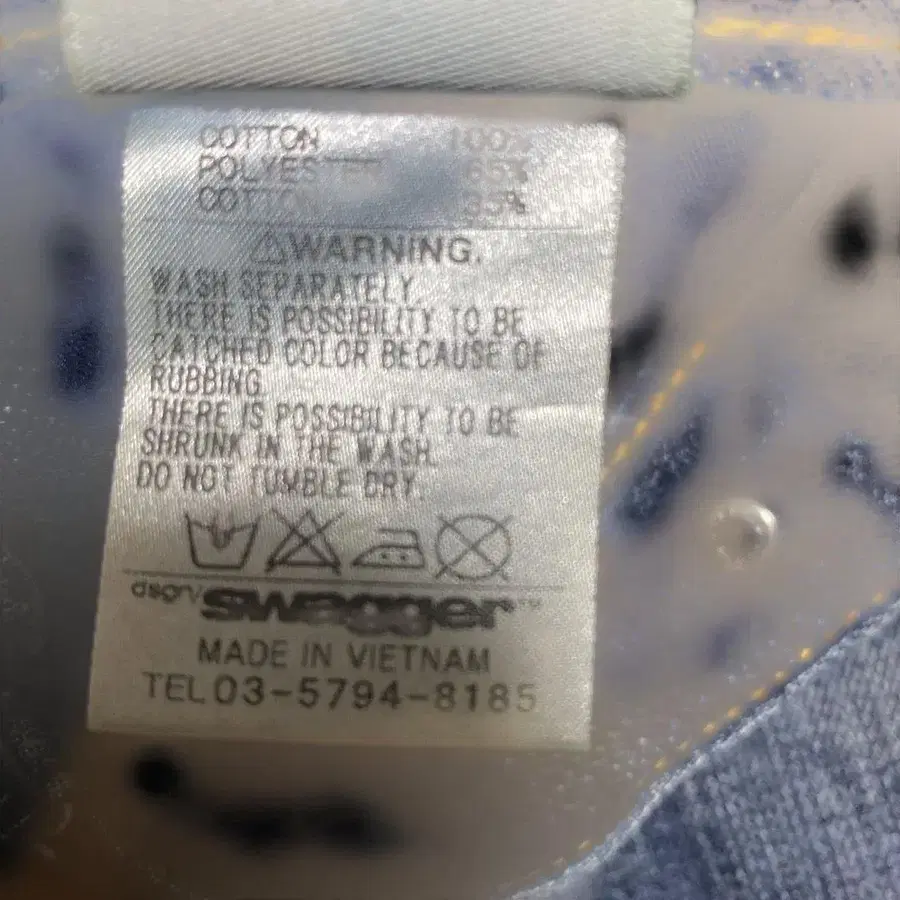 COTTON 100%
POLYESTER 65%
COTTON 35%
⚠WARNING.
WASH SEPARATELY.
THERE IS POSSIBILITY TO BE
CATCHED COLOR BECAUSE OF
RUBBING.
THERE IS POSSIBILITY TO BE
SHRUNK IN THE WASH.
DO NOT TUMBLE DRY.
dsgn/swagger™
MADE IN VIETNAM
TEL 03-5794-8185